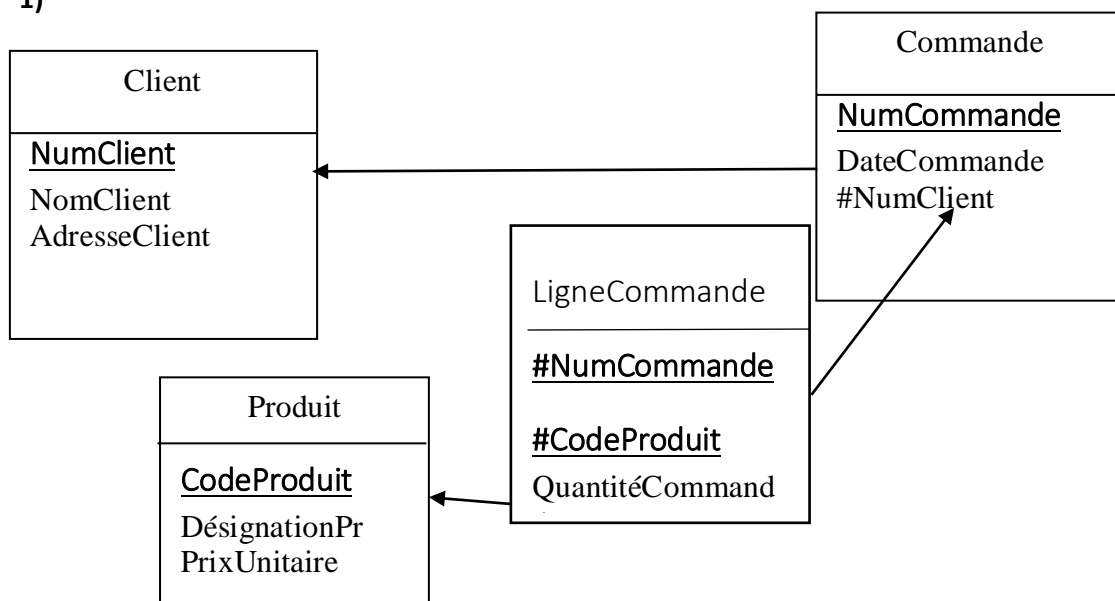 1)
Client
NumClient
NomClient
AdresseClient
Commande
NumCommande
DateCommande
#NumClient
LigneCommande
#NumCommande
#CodeProduit
QuantitéCommand
Produit
CodeProduit
DésignationPr
PrixUnitaire